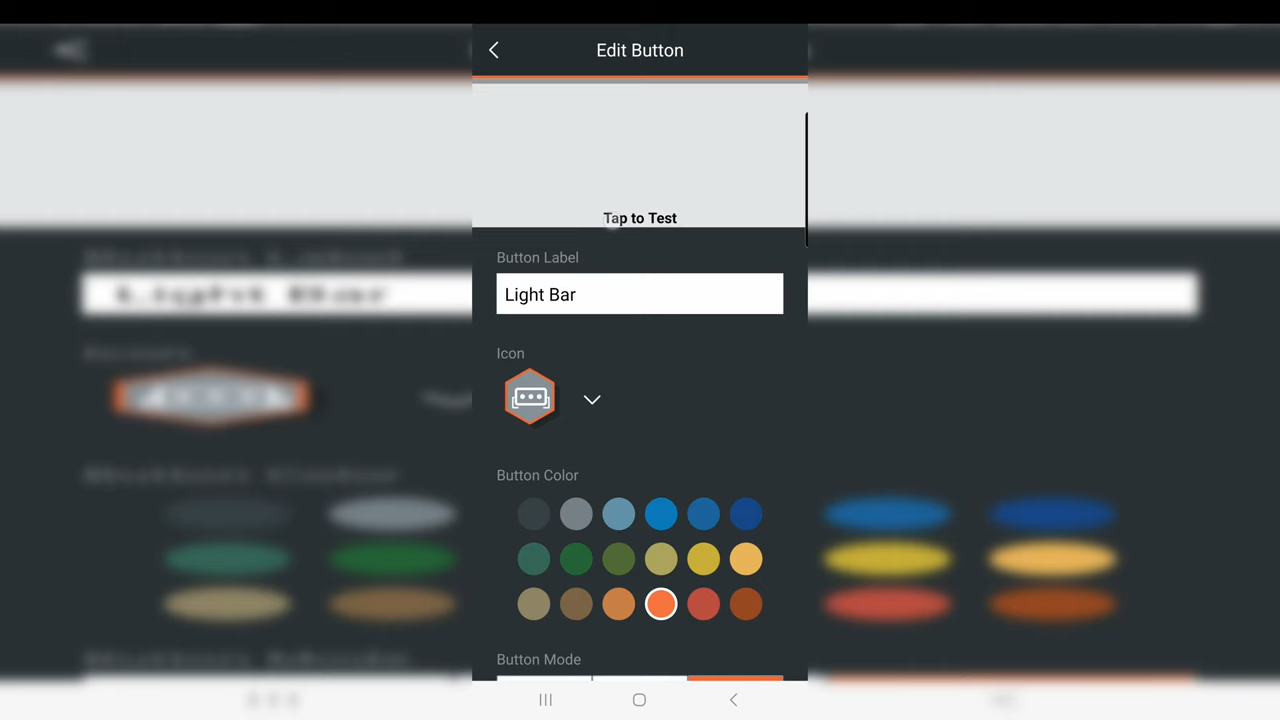 Edit Button
Tap to Test
Button Label
Light Bar
Icon
Button Color
Button Mode